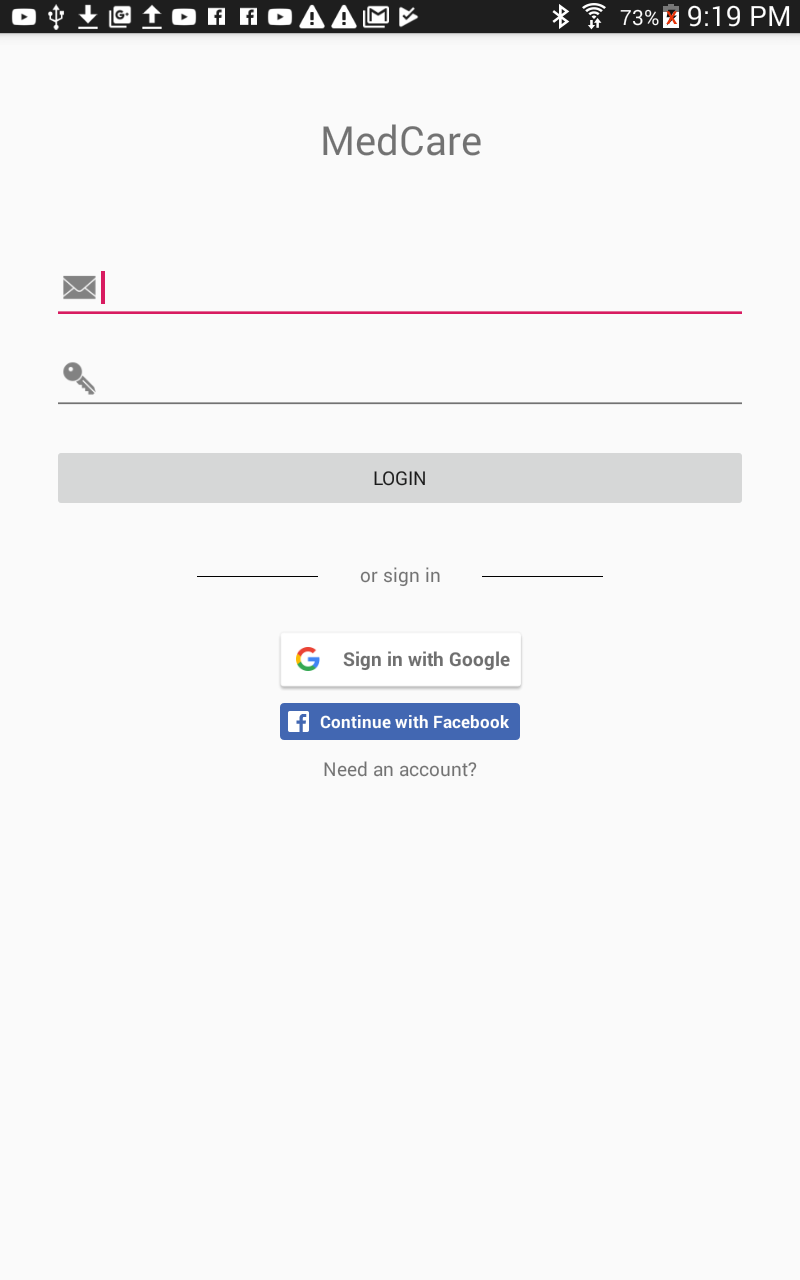 73% 9:19 PM
MedCare
LOGIN
or sign in
Sign in with Google
Continue with Facebook
Need an account?